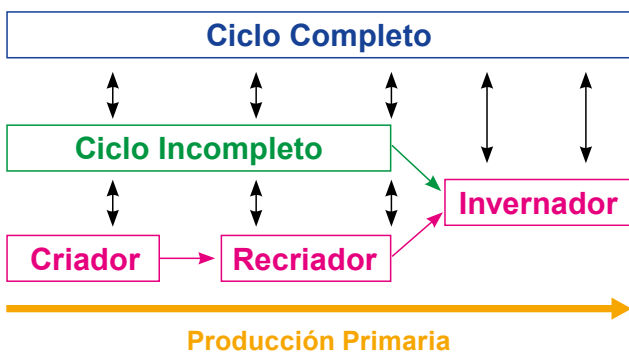 Ciclo Completo
Ciclo Incompleto
Invernador
Criador
Recriador
Producción Primaria